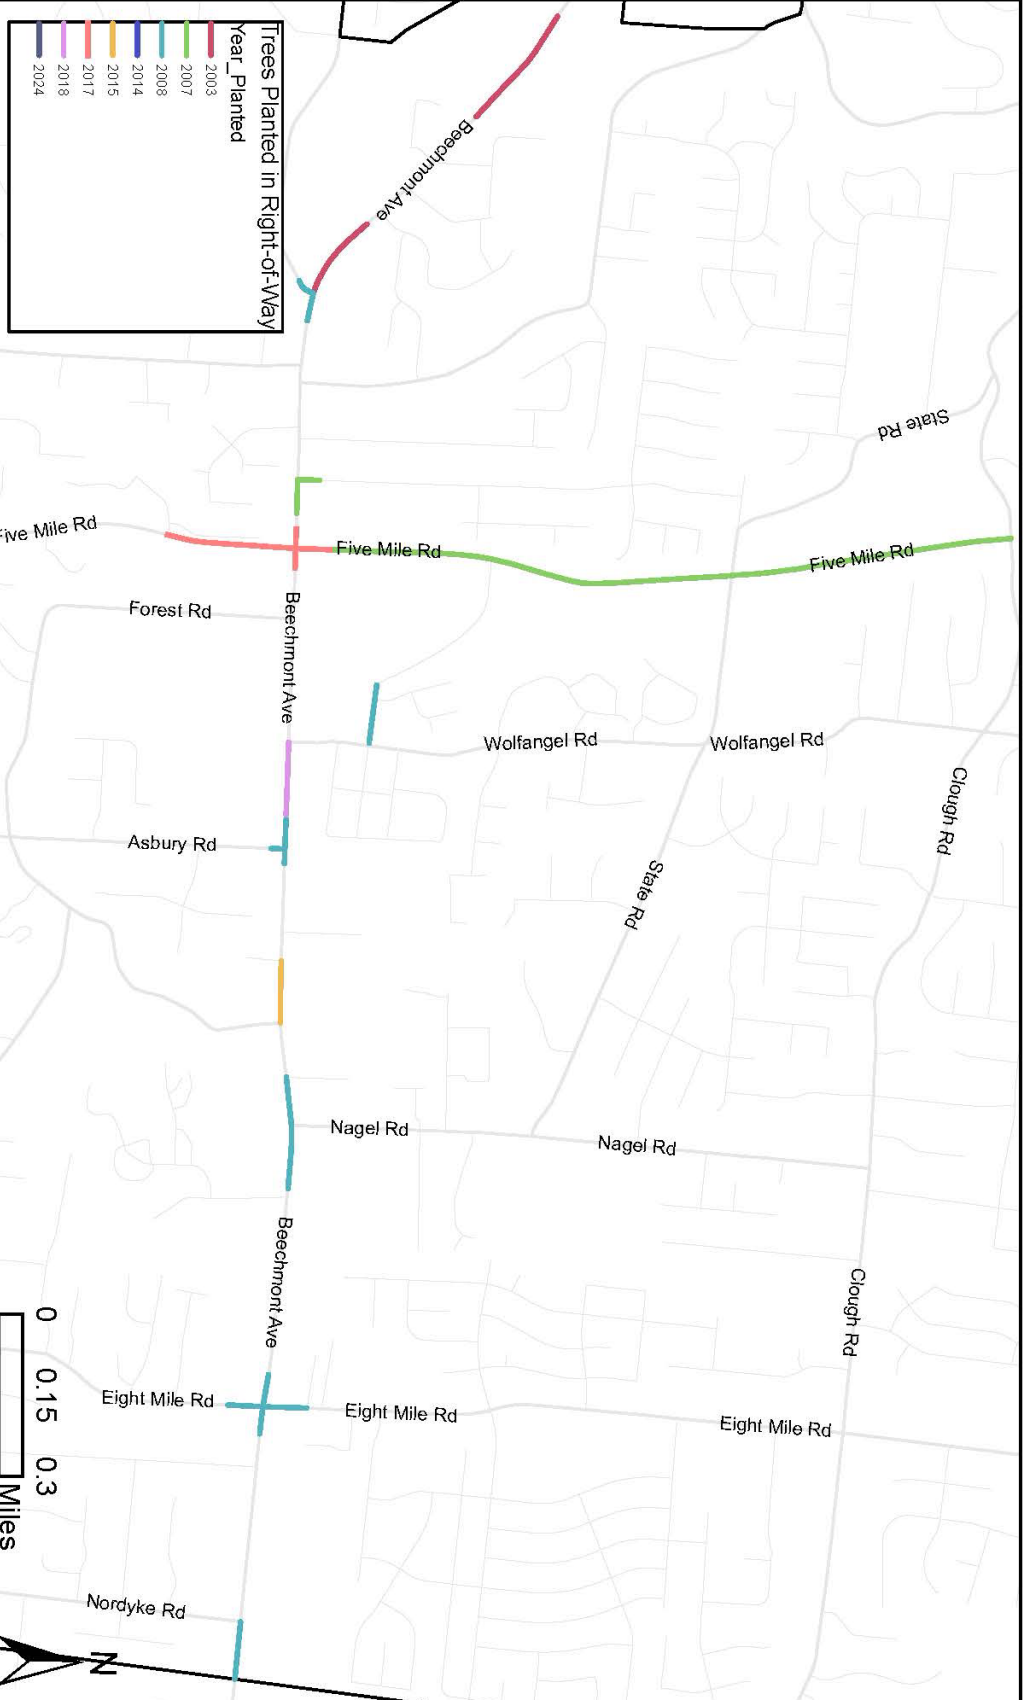 Trees Planted in Right-of-Way
Year_Planted
2003
2007
2008
2014
2015
2017
2018
2024
Beechmont Ave
State Rd
Five Mile Rd
Five Mile Rd
Five Mile Rd
Forest Rd
Beechmont Ave
Wolfangel Rd
Wolfangel Rd
Clough Rd
Asbury Rd
State Rd
Nagel Rd
Nagel Rd
Beechmont Ave
Clough Rd
Eight Mile Rd
Eight Mile Rd
Eight Mile Rd
Nordyke Rd
0 0.15 0.3
Miles
N